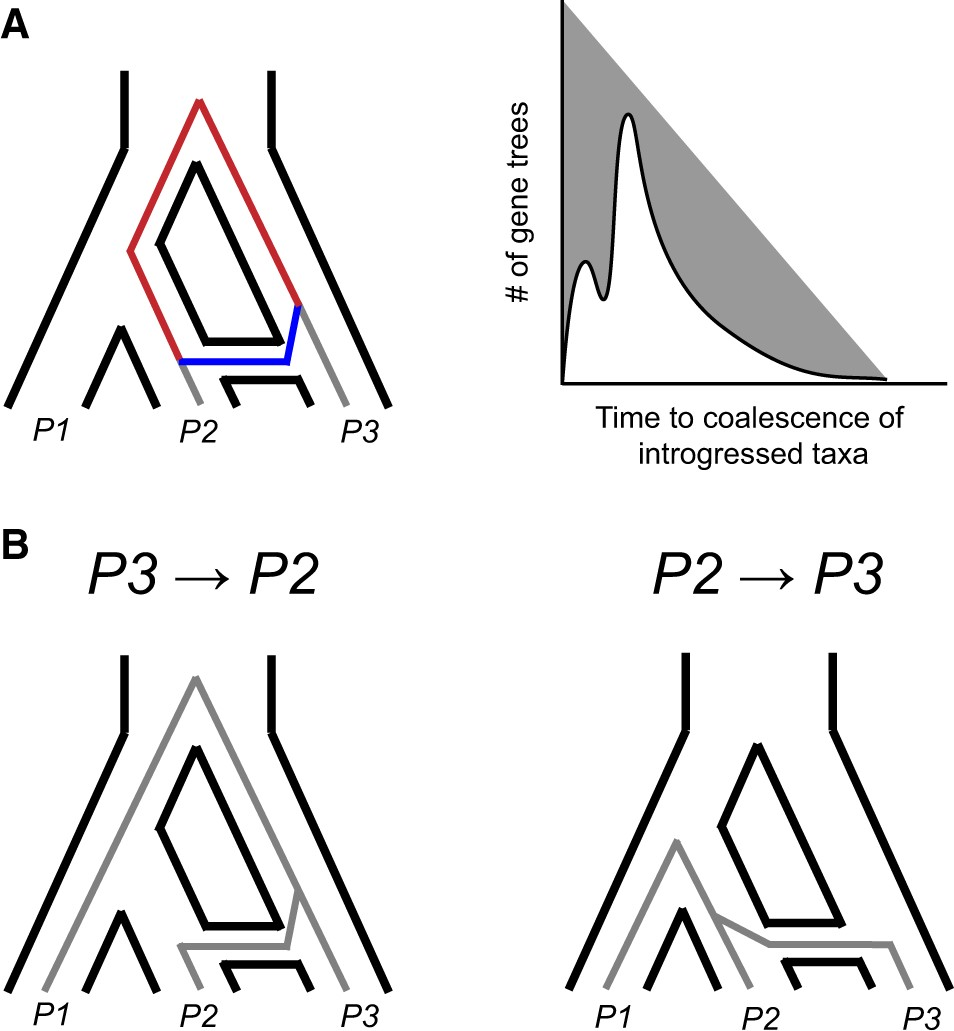 A
# of gene trees
P1 P2 P3
Time to coalescence of
introgressed taxa
B
P3 → P2
P2 → P3
P1 P2 P3
P1 P2 P3